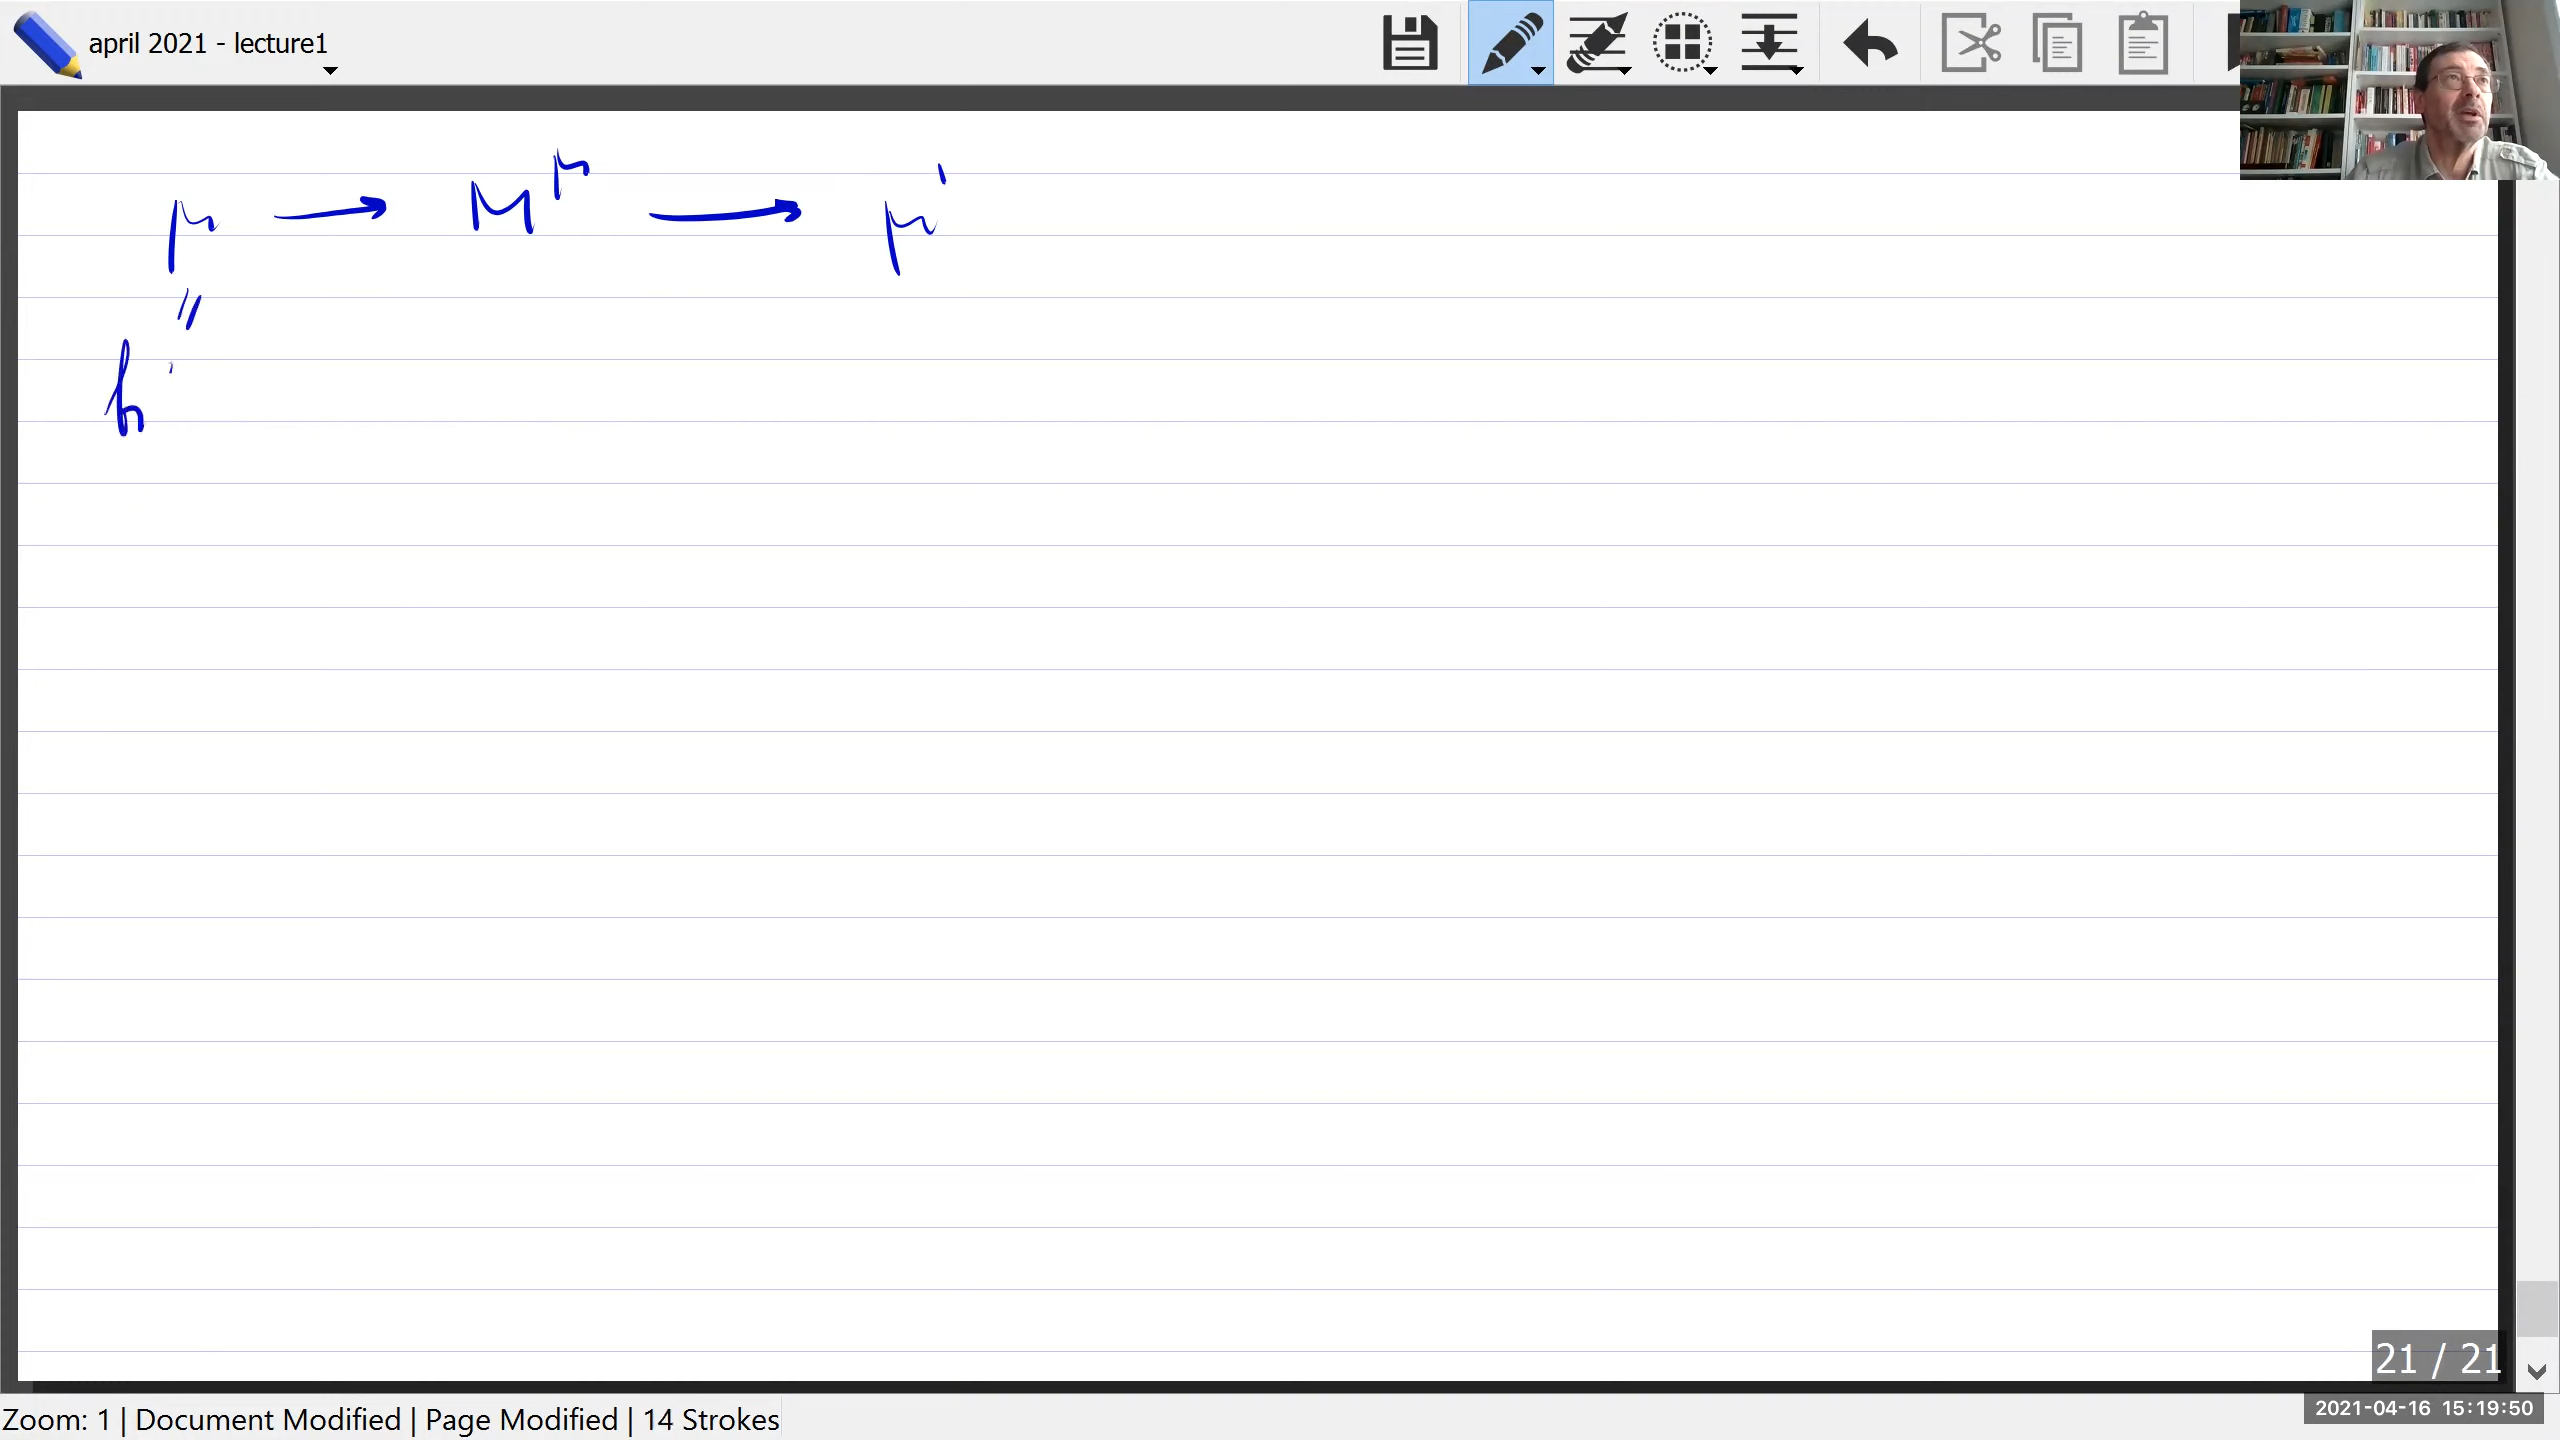 april 2021 - lecture1
μ → M^μ → μ'
//
h
21 / 21
Zoom: 1 | Document Modified | Page Modified | 14 Strokes
2021-04-16 15:19:50